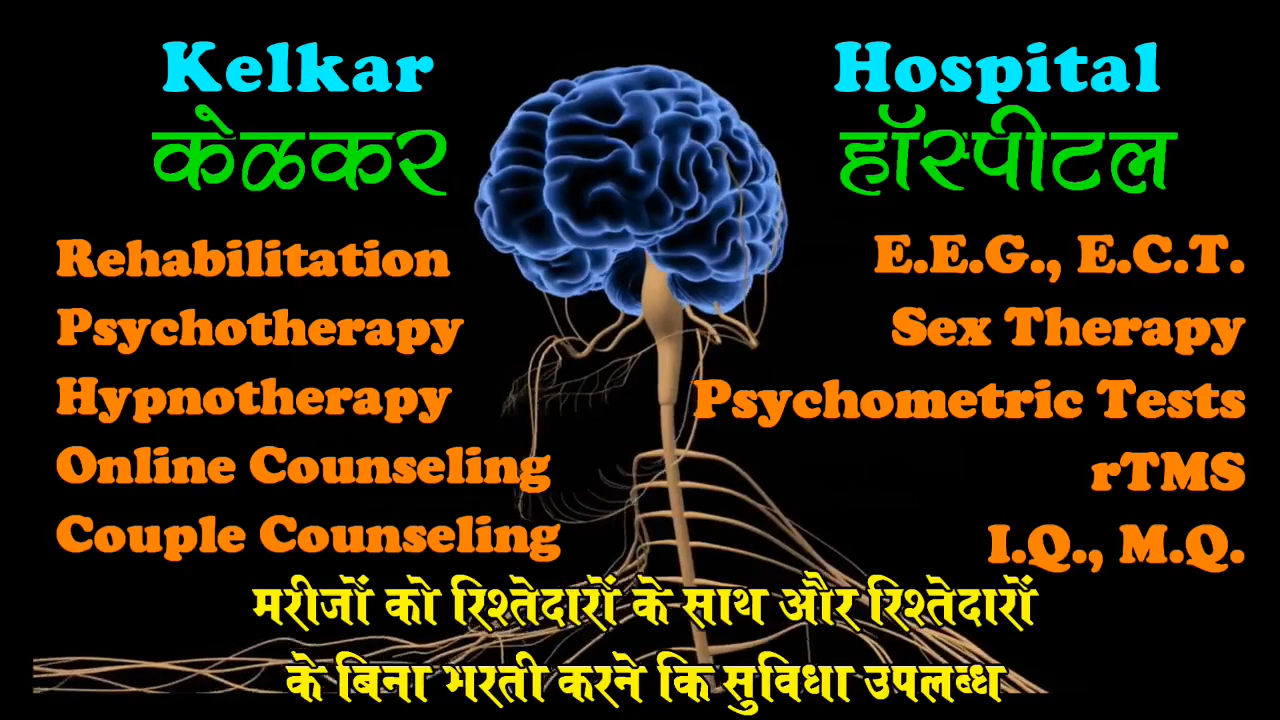 Kelkar Hospital
केळकर हॉस्पीटल
Rehabilitation
Psychotherapy
Hypnotherapy
Online Counseling
Couple Counseling
E.E.G., E.C.T.
Sex Therapy
Psychometric Tests
rTMS
I.Q., M.Q.
मरीजों को रिश्तेदारों के साथ और रिश्तेदारों
के बिना भरती करने कि सुविधा उपलब्ध